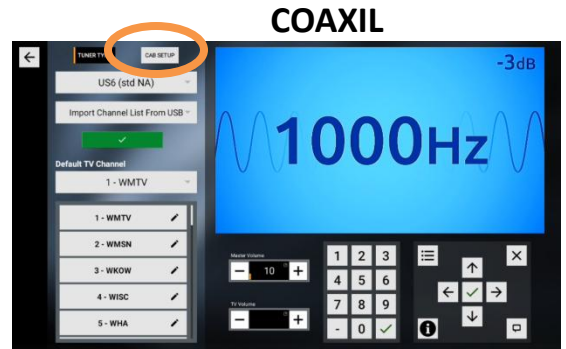 COAXIL
TUNER TY
CAB SETUP
US6 (std NA)
Import Channel List From USB
Default TV Channel
1 - WMTV
1 - WMTV
2 - WMSN
3 - WKOW
4 - WISC
5 - WHA
-3dB
1000Hz
Master Volume
- 10 +
TV Volume
- +
1 2 3
4 5 6
7 8 9
- 0